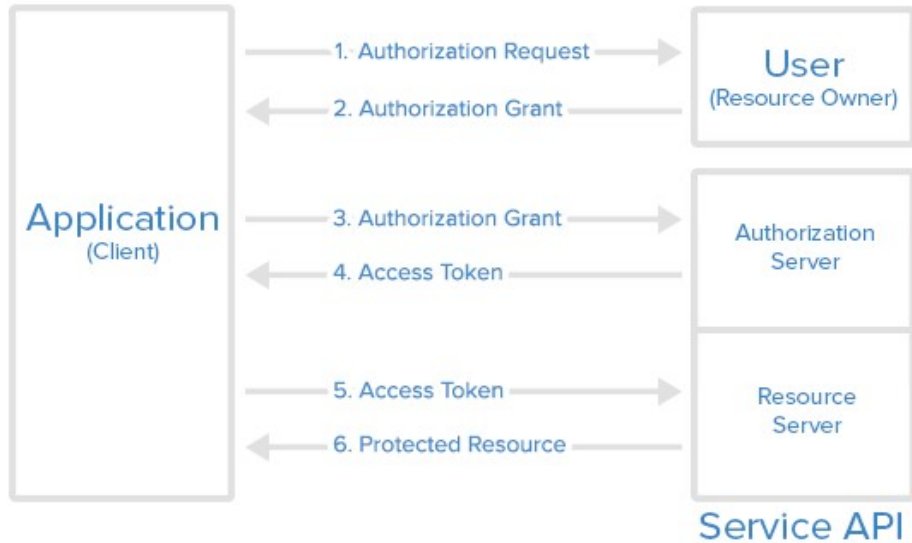 1. Authorization Request
User
(Resource Owner)
2. Authorization Grant
Application
(Client)
3. Authorization Grant
Authorization
Server
4. Access Token
5. Access Token
Resource
Server
6. Protected Resource
Service API